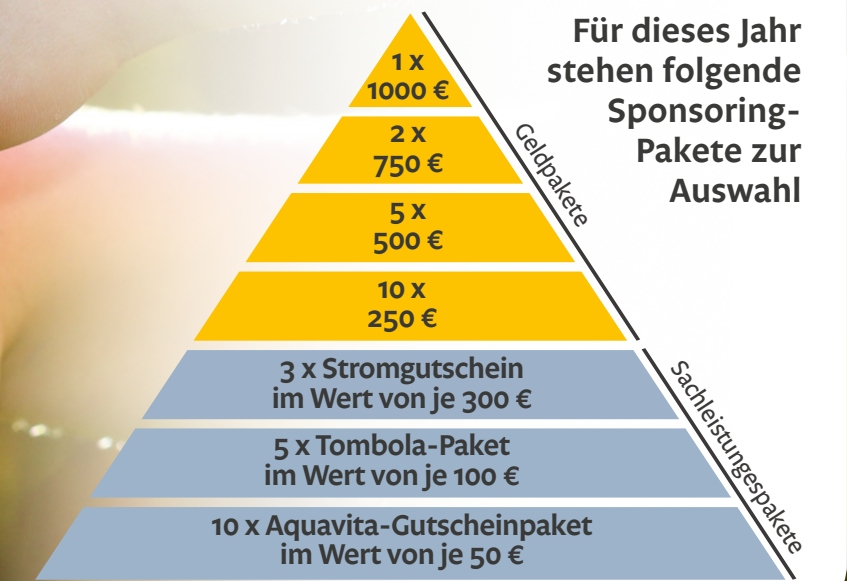 Für dieses Jahr
stehen folgende
Sponsoring-
Pakete zur
Auswahl
1 x
1000 €
2 x
750 €
5 x
500 €
10 x
250 €
Geldpakete
3 x Stromgutschein
im Wert von je 300 €
5 x Tombola-Paket
im Wert von je 100 €
10 x Aquavita-Gutscheinpaket
im Wert von je 50 €
Sachleistungespakete